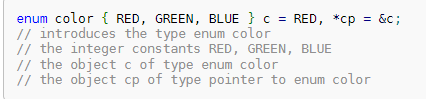 enum color { RED, GREEN, BLUE } c = RED, *cp = &c;
// introduces the type enum color
// the integer constants RED, GREEN, BLUE
// the object c of type enum color
// the object cp of type pointer to enum color